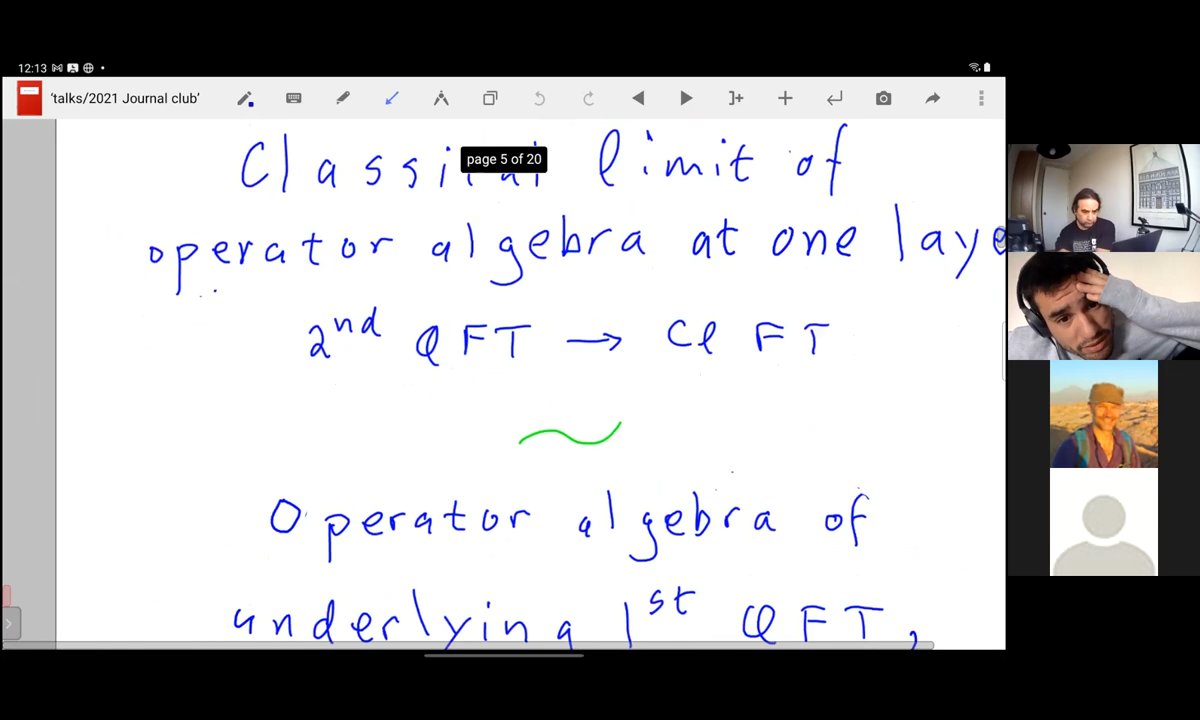 12:13
'talks/2021 Journal club'
page 5 of 20
Classical limit of
operator algebra at one laye
2nd QFT → Cl FT
Operator algebra of
underlying 1st QFT,